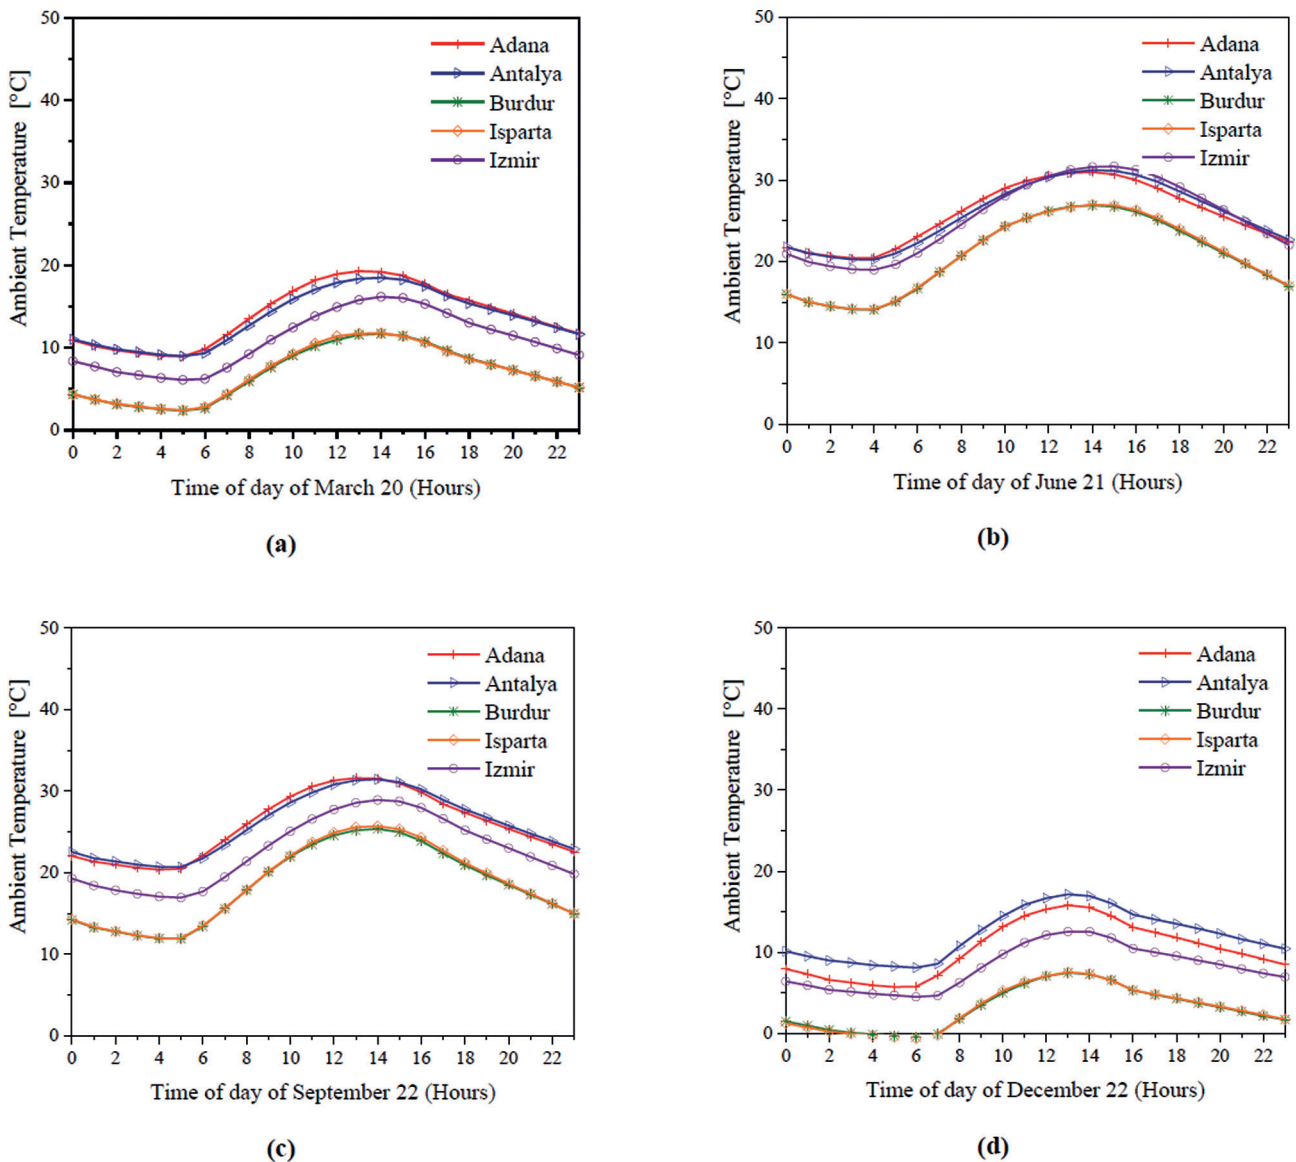 50
40
30
20
10
0
Ambient Temperature [°C]
Adana
Antalya
Burdur
Isparta
Izmir
0 2 4 6 8 10 12 14 16 18 20 22
Time of day of March 20 (Hours)
(a)
50
40
30
20
10
0
Ambient Temperature [°C]
Adana
Antalya
Burdur
Isparta
Izmir
0 2 4 6 8 10 12 14 16 18 20 22
Time of day of June 21 (Hours)
(b)
50
40
30
20
10
0
Ambient Temperature [°C]
Adana
Antalya
Burdur
Isparta
Izmir
0 2 4 6 8 10 12 14 16 18 20 22
Time of day of September 22 (Hours)
(c)
50
40
30
20
10
0
Ambient Temperature [°C]
Adana
Antalya
Burdur
Isparta
Izmir
0 2 4 6 8 10 12 14 16 18 20 22
Time of day of December 22 (Hours)
(d)